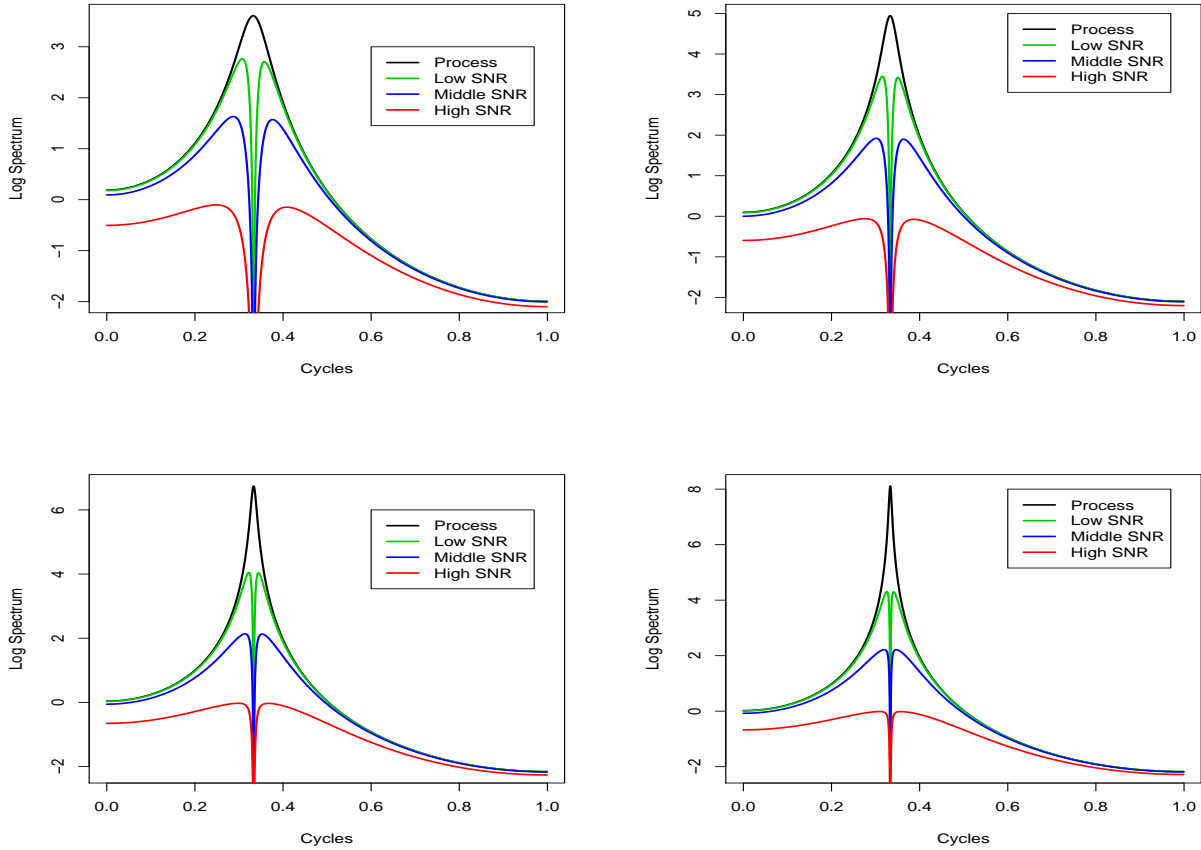 Log Spectrum
3
2
1
0
−1
−2
Process
Low SNR
Middle SNR
High SNR
0.0 0.2 0.4 0.6 0.8 1.0
Cycles
Log Spectrum
5
4
3
2
1
0
−1
−2
Process
Low SNR
Middle SNR
High SNR
0.0 0.2 0.4 0.6 0.8 1.0
Cycles
Log Spectrum
6
4
2
0
−2
Process
Low SNR
Middle SNR
High SNR
0.0 0.2 0.4 0.6 0.8 1.0
Cycles
Log Spectrum
8
6
4
2
0
−2
Process
Low SNR
Middle SNR
High SNR
0.0 0.2 0.4 0.6 0.8 1.0
Cycles